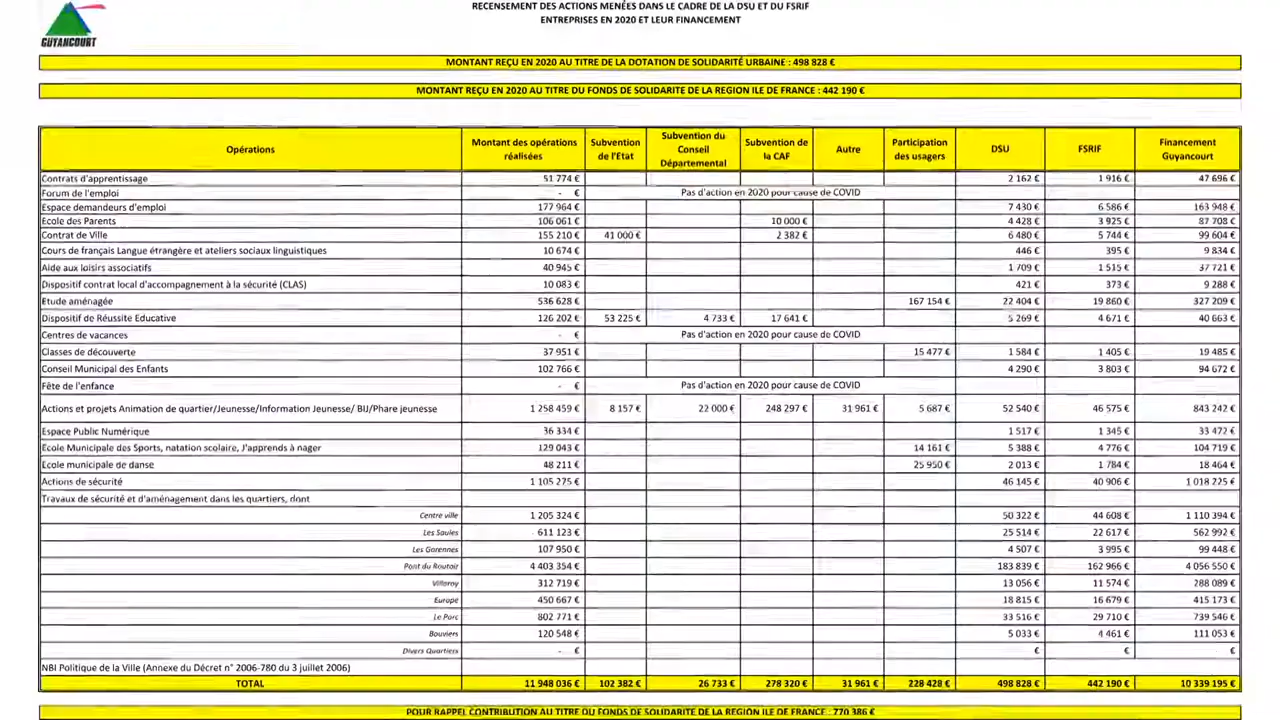 GUYANCOURT
RECENSEMENT DES ACTIONS MENÉES DANS LE CADRE DE LA DSU ET DU FSRIF
ENTREPRISES EN 2020 ET LEUR FINANCEMENT
MONTANT REÇU EN 2020 AU TITRE DE LA DOTATION DE SOLIDARITÉ URBAINE : 498 828 €
MONTANT REÇU EN 2020 AU TITRE DU FONDS DE SOLIDARITE DE LA REGION ILE DE FRANCE : 442 190 €
Opérations Montant des opérations réalisées Subvention de l'Etat Subvention du Conseil Départemental Subvention de la CAF Autre Participation des usagers DSU FSRIF Financement Guyancourt
Contrats d'apprentissage 51 774 € 2 162 € 1 916 € 47 696 €
Forum de l'emploi - € Pas d'action en 2020 pour cause de COVID
Espace demandeurs d'emploi 177 964 € 7 430 € 6 586 € 163 948 €
Ecole des Parents 106 061 € 10 000 € 4 428 € 3 925 € 87 708 €
Contrat de Ville 155 210 € 41 000 € 2 382 € 6 480 € 5 744 € 99 604 €
Cours de français Langue étrangère et ateliers sociaux linguistiques 10 674 € 446 € 395 € 9 834 €
Aide aux loisirs associatifs 40 945 € 1 709 € 1 515 € 37 721 €
Dispositif contrat local d'accompagnement à la sécurité (CLAS) 10 083 € 421 € 373 € 9 288 €
Etude aménagée 536 628 € 167 154 € 22 404 € 19 860 € 327 209 €
Dispositif de Réussite Educative 126 202 € 53 225 € 4 733 € 17 641 € 5 269 € 4 671 € 40 663 €
Centres de vacances - € Pas d'action en 2020 pour cause de COVID
Classes de découverte 37 951 € 15 477 € 1 584 € 1 405 € 19 485 €
Conseil Municipal des Enfants 102 766 € 4 290 € 3 803 € 94 672 €
Fête de l'enfance - € Pas d'action en 2020 pour cause de COVID
Actions et projets Animation de quartier/Jeunesse/Information Jeunesse/ BIJ/Phare jeunesse 1 258 459 € 8 157 € 22 000 € 248 297 € 31 961 € 5 687 € 52 540 € 46 575 € 843 242 €
Espace Public Numérique 36 334 € 1 517 € 1 345 € 33 472 €
Ecole Municipale des Sports, natation scolaire, J'apprends à nager 129 043 € 14 161 € 5 388 € 4 776 € 104 719 €
Ecole municipale de danse 48 211 € 25 950 € 2 013 € 1 784 € 18 464 €
Actions de sécurité 1 105 275 € 46 145 € 40 906 € 1 018 225 €
Travaux de sécurité et d'aménagement dans les quartiers, dont
Centre ville 1 205 324 € 50 322 € 44 608 € 1 110 394 €
Les Saules 611 124 € 25 514 € 22 617 € 562 992 €
Les Garennes 107 950 € 4 507 € 3 995 € 99 448 €
Pont du Routoir 4 403 354 € 183 839 € 162 966 € 4 056 550 €
Villaroy 312 719 € 13 056 € 11 574 € 288 089 €
Europe 450 667 € 18 815 € 16 679 € 415 173 €
Le Parc 802 771 € 33 516 € 29 710 € 739 546 €
Bouviers 120 548 € 5 033 € 4 461 € 111 053 €
Divers Quartiers - € € € €
NBI Politique de la Ville (Annexe du Décret n° 2006-780 du 3 juillet 2006)
TOTAL 11 948 036 € 102 382 € 26 733 € 278 320 € 31 961 € 228 428 € 498 828 € 442 190 € 10 339 195 €
POUR RAPPEL CONTRIBUTION AU TITRE DU FONDS DE SOLIDARITE DE LA REGION ILE DE FRANCE : 770 386 €